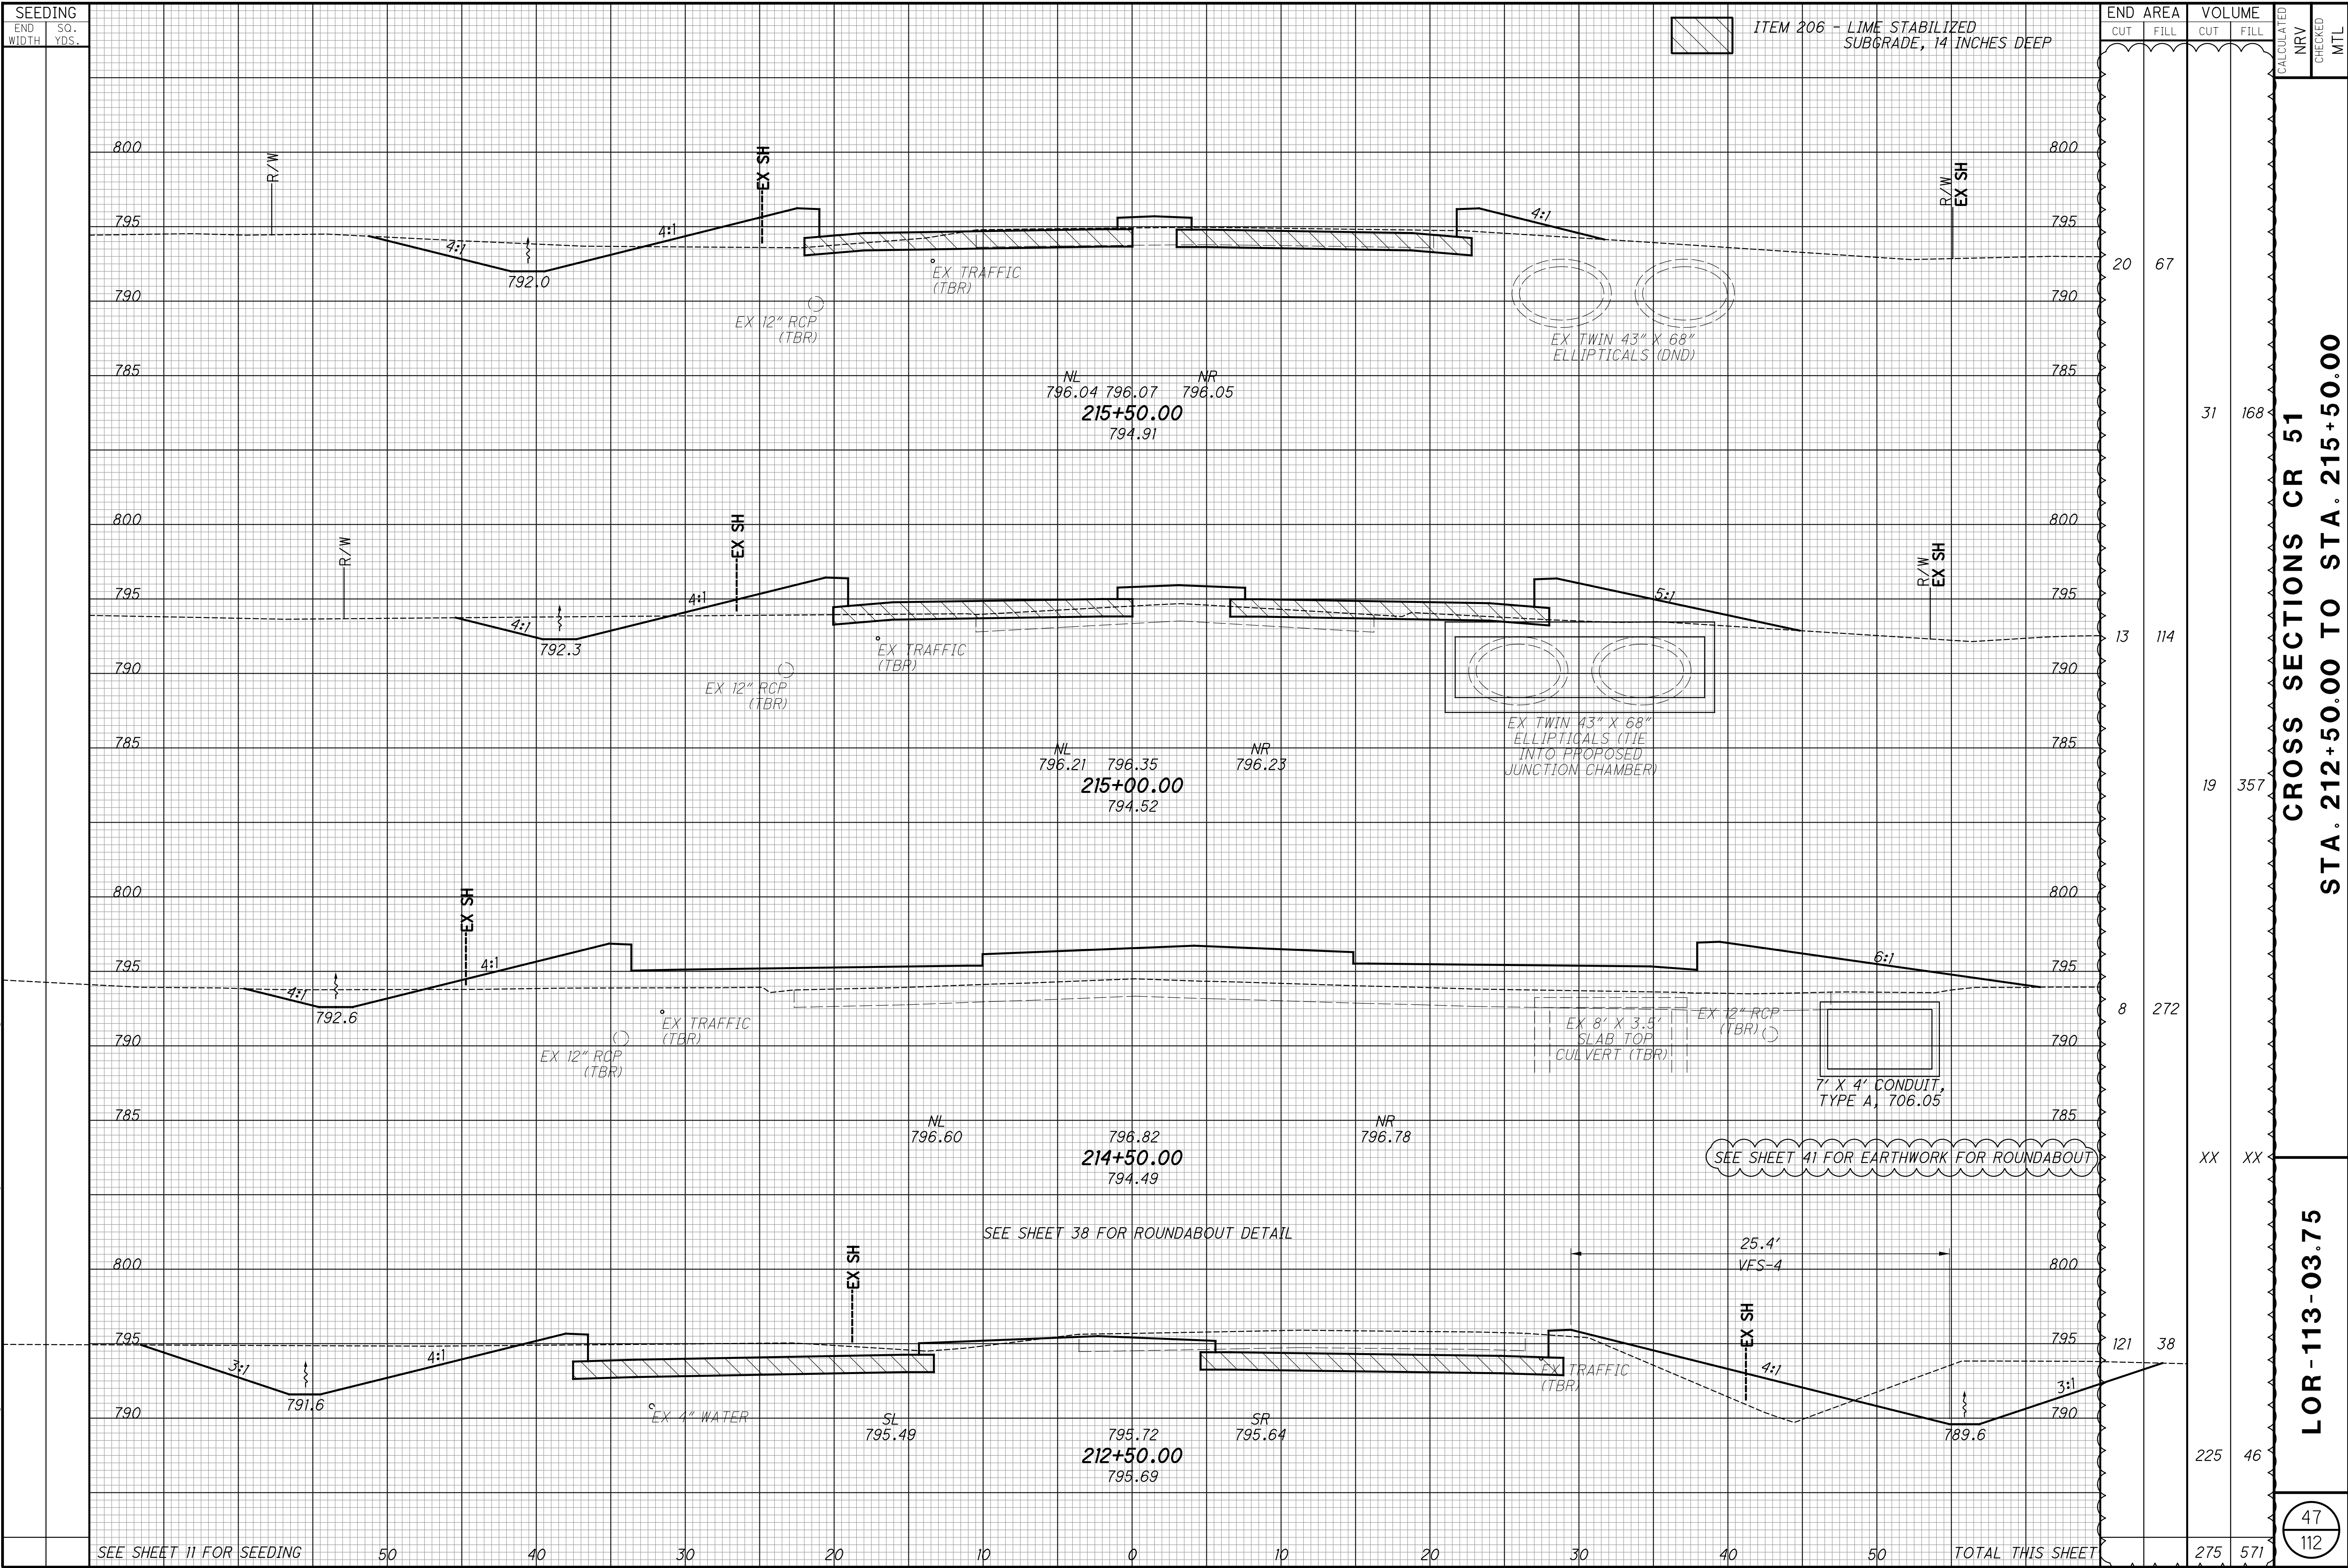 SEEDING
END WIDTH
SQ. YDS.
ITEM 206 - LIME STABILIZED
SUBGRADE, 14 INCHES DEEP
END AREA
VOLUME
CUT FILL CUT FILL
CALCULATED
NRV
CHECKED
MTL
800
R/W
EX SH
R/W
EX SH
800
795
4:1
4:1
4:1
795
792.0
20 67
790
EX TRAFFIC
(TBR)
EX 12" RCP
(TBR)
790
EX TWIN 43" X 68"
ELLIPTICALS (DND)
785
785
NL NR
796.04 796.07 796.05
215+50.00
794.91
31 168
800
R/W
EX SH
R/W
EX SH
800
795
4:1
4:1
5:1
795
792.3
13 114
790
EX TRAFFIC
(TBR)
EX 12" RCP
(TBR)
790
EX TWIN 43" X 68"
ELLIPTICALS (TIE
INTO PROPOSED
JUNCTION CHAMBER)
785
785
NL NR
796.21 796.35 796.23
215+00.00
794.52
19 357
800
EX SH
800
795
4:1
4:1
6:1
795
792.6
8 272
790
EX TRAFFIC
(TBR)
EX 12" RCP
(TBR)
EX 8' X 3.5'
SLAB TOP
CULVERT (TBR)
EX 12" RCP
(TBR)
790
7' X 4' CONDUIT,
TYPE A, 706.05
785
785
NL NR
796.60 796.82 796.78
214+50.00
794.49
SEE SHEET 41 FOR EARTHWORK FOR ROUNDABOUT
XX XX
SEE SHEET 38 FOR ROUNDABOUT DETAIL
25.4'
VFS-4
800
EX SH
EX SH
800
795
3:1
4:1
4:1
3:1
795
121 38
791.6
EX TRAFFIC
(TBR)
790
EX 4" WATER
790
789.6
SL SR
795.49 795.72 795.64
212+50.00
795.69
225 46
SEE SHEET 11 FOR SEEDING
50 40 30 20 10 0 10 20 30 40 50
TOTAL THIS SHEET
275 571
CROSS SECTIONS CR 51
STA. 212+50.00 TO STA. 215+50.00
LOR-113-03.75
47
112